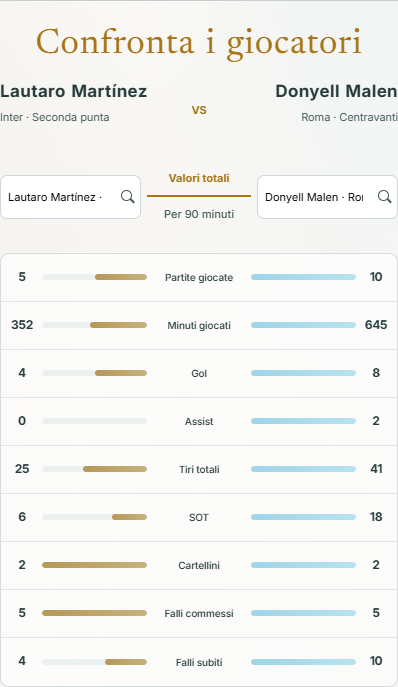 Confronta i giocatori
Lautaro Martínez
Inter · Seconda punta
VS
Donyell Malen
Roma · Centravanti
Lautaro Martínez ·
Valori totali
Per 90 minuti
Donyell Malen · Ro
5 Partite giocate 10
352 Minuti giocati 645
4 Gol 8
0 Assist 2
25 Tiri totali 41
6 SOT 18
2 Cartellini 2
5 Falli commessi 5
4 Falli subiti 10